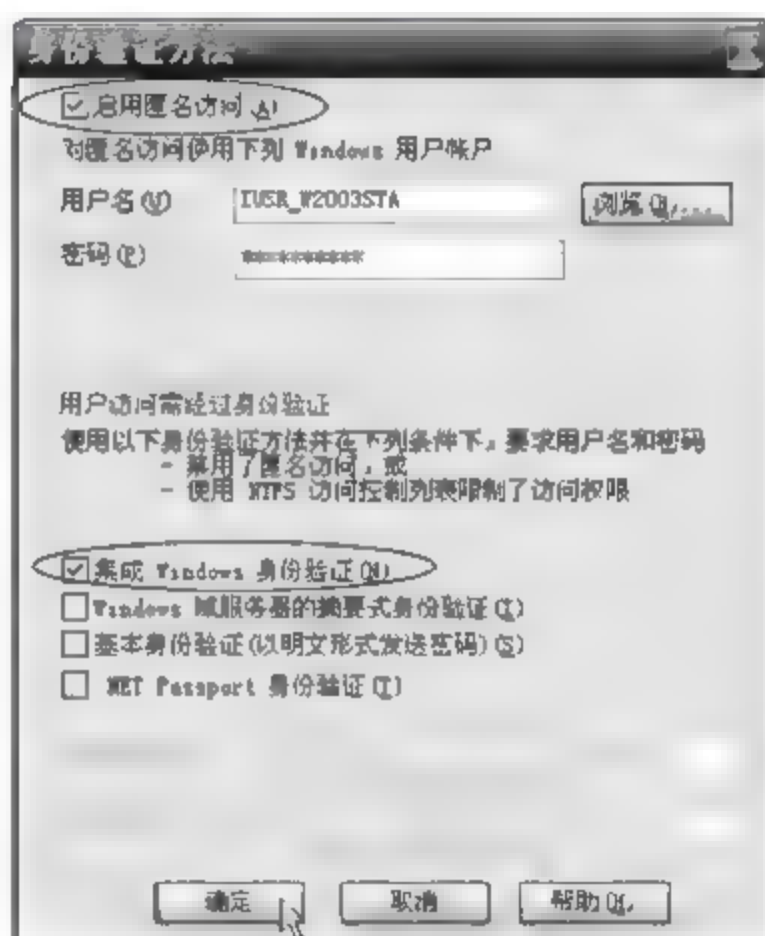 身份验证方法
启用匿名访问(A)
对匿名访问使用下列 Windows 用户帐户
用户名(U) IUSR_W2003STA 浏览(B)...
密码(P) **********
用户访问需经过身份验证
使用以下身份验证方法并在下列条件下,要求用户名和密码
- 禁用了匿名访问,或
- 使用 NTFS 访问控制列表限制了访问权限
集成 Windows 身份验证(N)
Windows 域服务器的摘要式身份验证(I)
基本身份验证(以明文形式发送密码)(S)
.NET Passport 身份验证(T)
确定 取消 帮助(H)